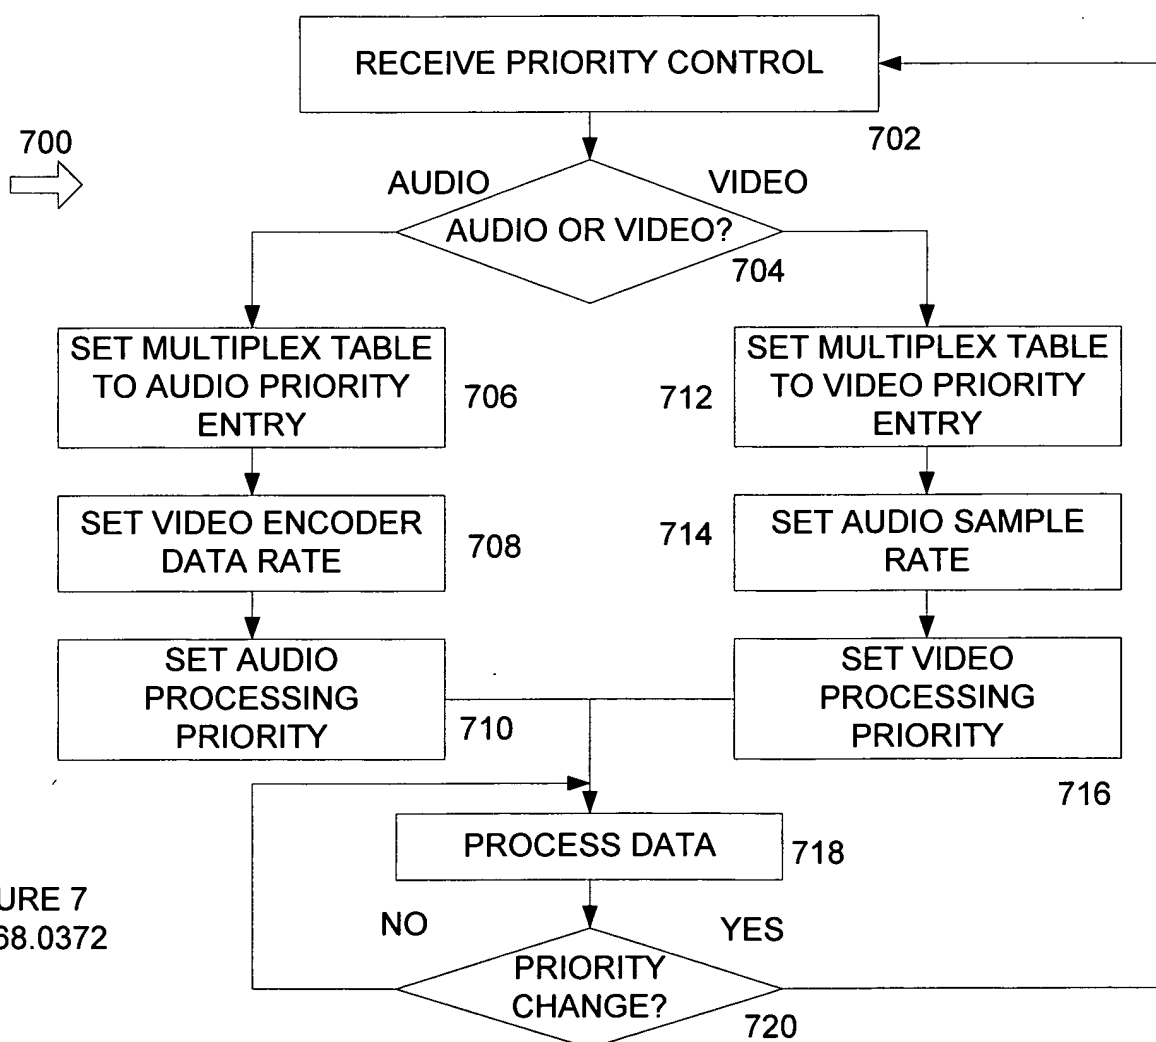 RECEIVE PRIORITY CONTROL
700
702
AUDIO
VIDEO
AUDIO OR VIDEO?
704
SET MULTIPLEX TABLE
TO AUDIO PRIORITY
ENTRY
706
712
SET MULTIPLEX TABLE
TO VIDEO PRIORITY
ENTRY
SET VIDEO ENCODER
DATA RATE
708
714
SET AUDIO SAMPLE
RATE
SET AUDIO
PROCESSING
PRIORITY
710
SET VIDEO
PROCESSING
PRIORITY
716
PROCESS DATA
718
URE 7
68.0372
NO
YES
PRIORITY
CHANGE?
720